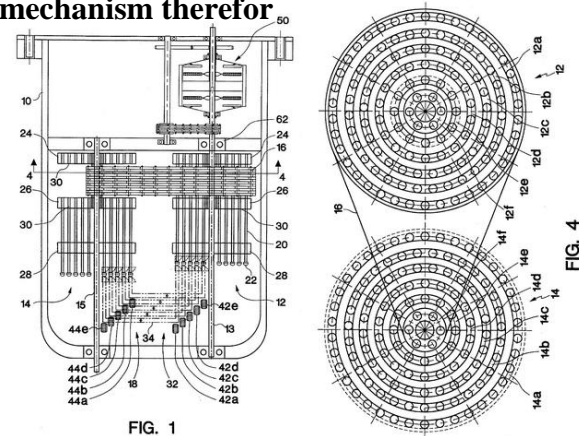 mechanism therefor
50
10
62
24
24
16
4
4
30
26
26
30
30
20
28
28
22
14
15
12
44e
42e
34
13
44d
18
32
42d
44c
42c
44b
42b
44a
42a
FIG. 1
12a
12
12b
12c
12d
12e
12f
16
14f
14e
14d
14
14c
14b
14a
FIG. 4